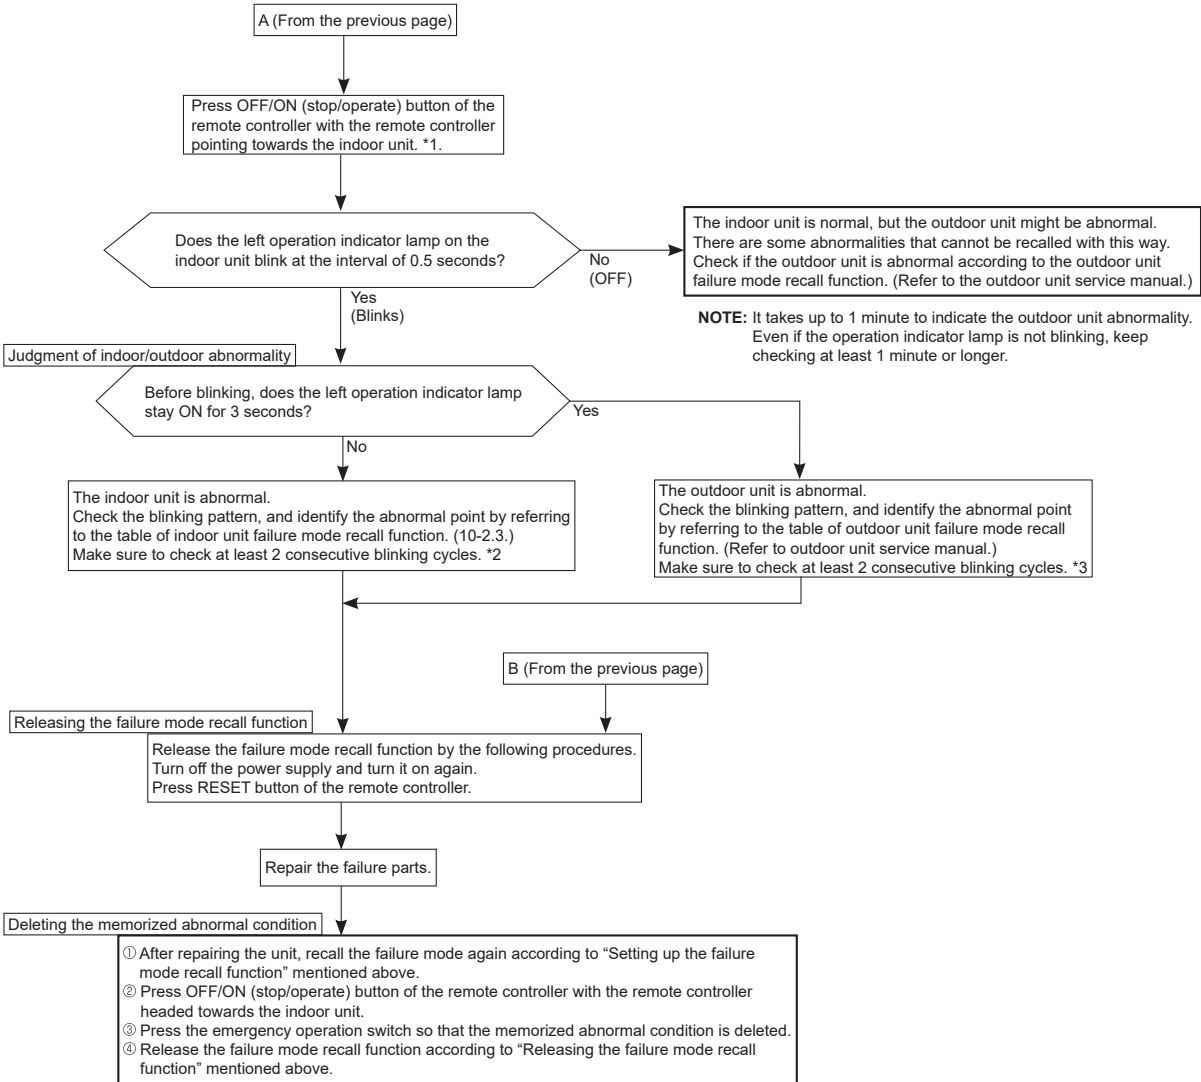 A (From the previous page)
Press OFF/ON (stop/operate) button of the
remote controller with the remote controller
pointing towards the indoor unit. *1.
Does the left operation indicator lamp on the
indoor unit blink at the interval of 0.5 seconds?
No
(OFF)
The indoor unit is normal, but the outdoor unit might be abnormal.
There are some abnormalities that cannot be recalled with this way.
Check if the outdoor unit is abnormal according to the outdoor unit
failure mode recall function. (Refer to the outdoor unit service manual.)
NOTE: It takes up to 1 minute to indicate the outdoor unit abnormality.
Even if the operation indicator lamp is not blinking, keep
checking at least 1 minute or longer.
Yes
(Blinks)
Judgment of indoor/outdoor abnormality
Before blinking, does the left operation indicator lamp
stay ON for 3 seconds?
Yes
No
The indoor unit is abnormal.
Check the blinking pattern, and identify the abnormal point by referring
to the table of indoor unit failure mode recall function. (10-2.3.)
Make sure to check at least 2 consecutive blinking cycles. *2
The outdoor unit is abnormal.
Check the blinking pattern, and identify the abnormal point
by referring to the table of outdoor unit failure mode recall
function. (Refer to outdoor unit service manual.)
Make sure to check at least 2 consecutive blinking cycles. *3
B (From the previous page)
Releasing the failure mode recall function
Release the failure mode recall function by the following procedures.
Turn off the power supply and turn it on again.
Press RESET button of the remote controller.
Repair the failure parts.
Deleting the memorized abnormal condition
① After repairing the unit, recall the failure mode again according to “Setting up the failure
mode recall function” mentioned above.
② Press OFF/ON (stop/operate) button of the remote controller with the remote controller
headed towards the indoor unit.
③ Press the emergency operation switch so that the memorized abnormal condition is deleted.
④ Release the failure mode recall function according to “Releasing the failure mode recall
function” mentioned above.